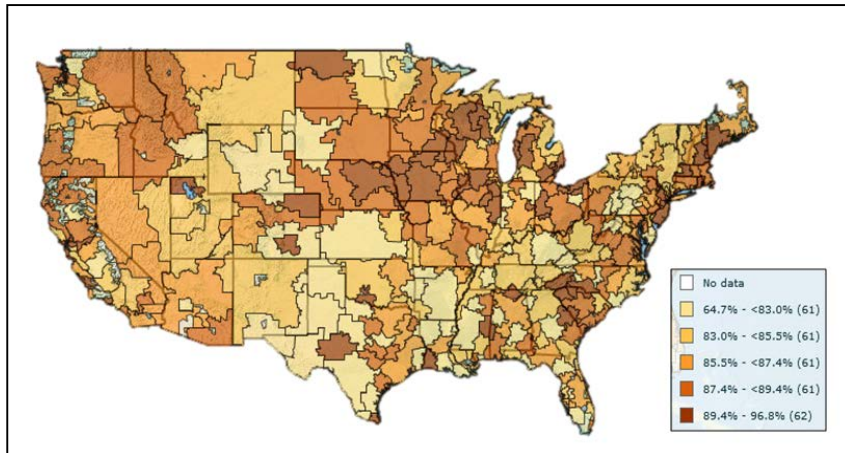 No data
64.7% - <83.0% (61)
83.0% - <85.5% (61)
85.5% - <87.4% (61)
87.4% - <89.4% (61)
89.4% - 96.8% (62)